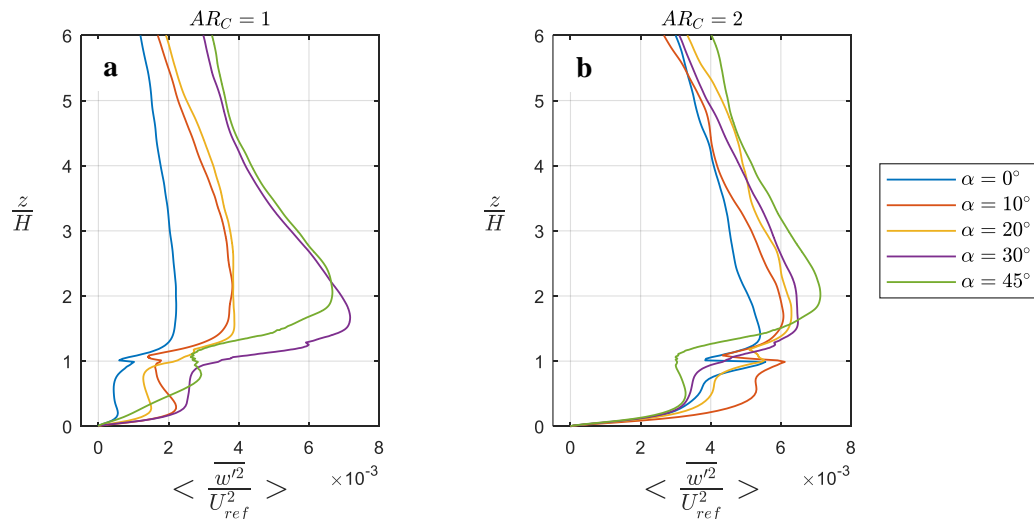 AR_C = 1
AR_C = 2
a
b
6
5
4
3
2
1
0
z/H
0 2 4 6 8
×10⁻³
< \overline{w'^2}/U_{ref}^2 >
6
5
4
3
2
1
0
z/H
0 2 4 6 8
×10⁻³
< \overline{w'^2}/U_{ref}^2 >
α = 0°
α = 10°
α = 20°
α = 30°
α = 45°